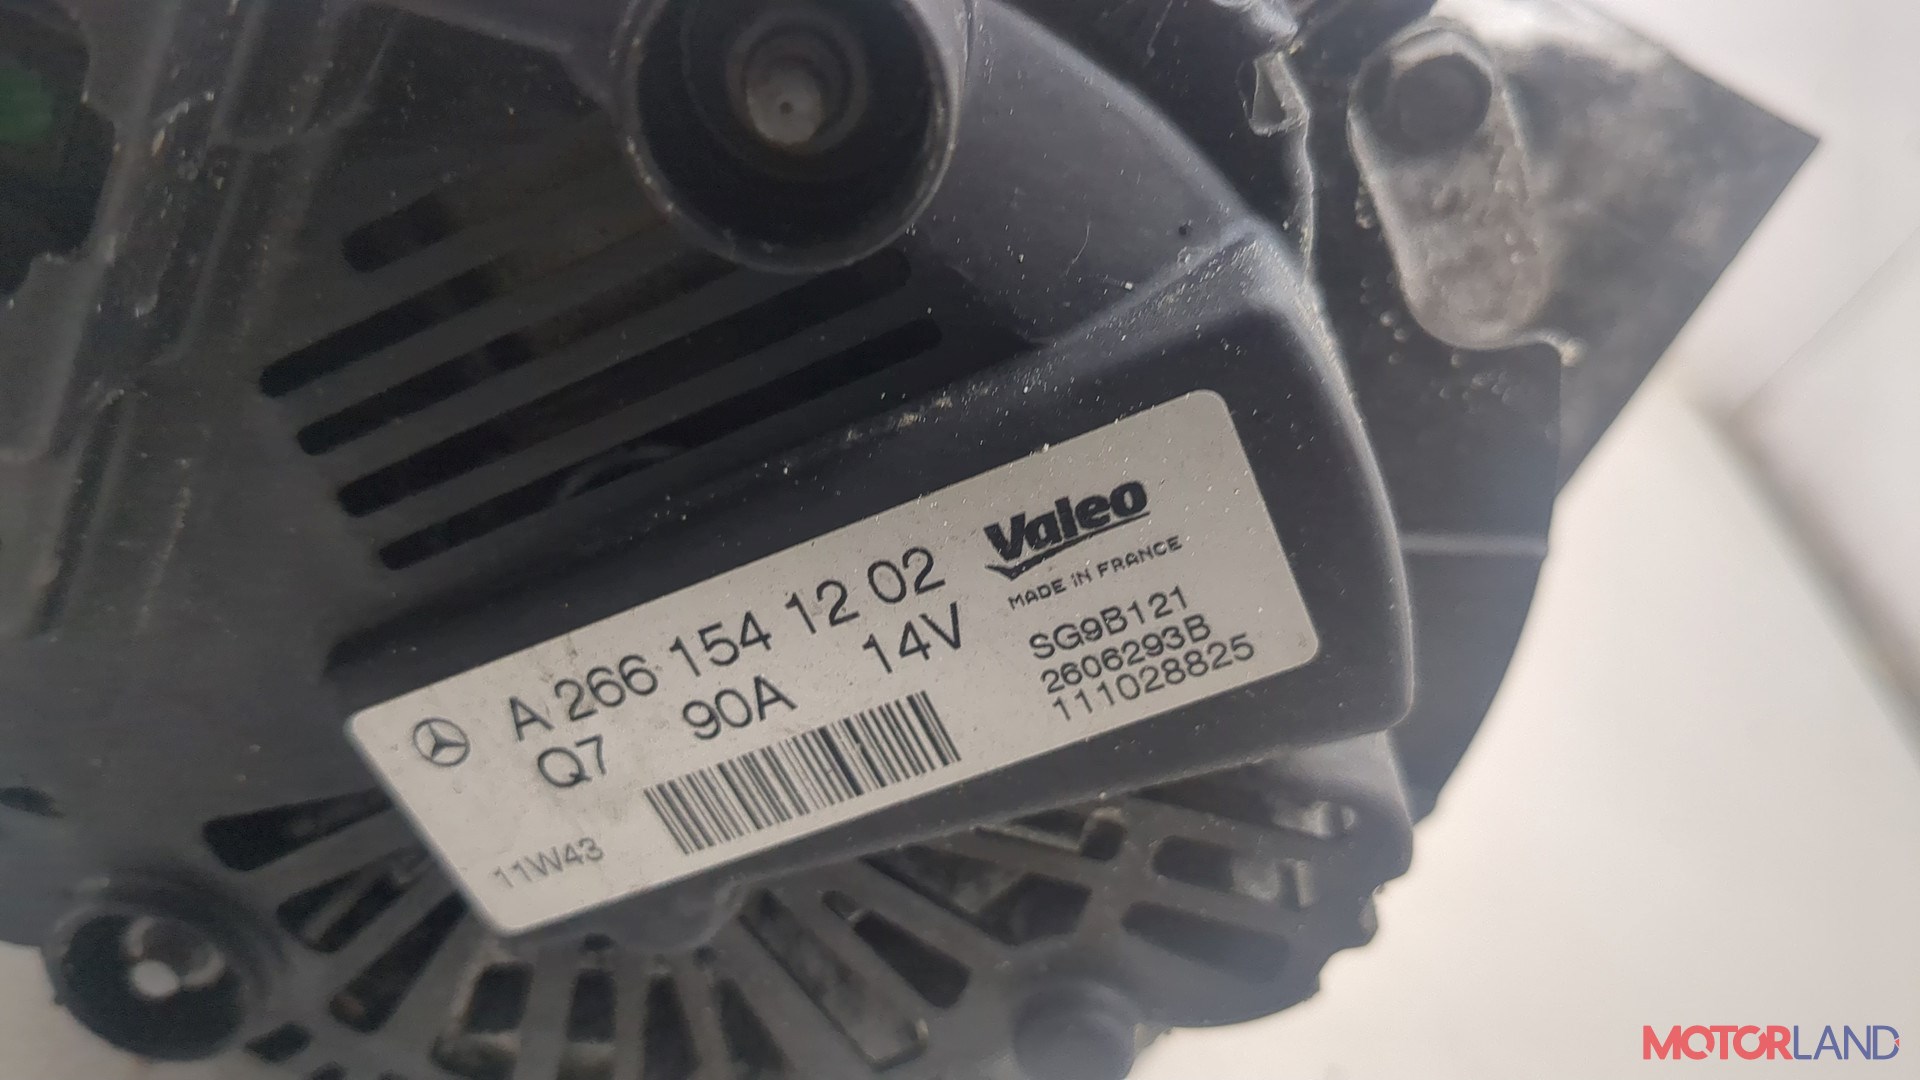 A 266 154 12 02
Q7 90A 14V
11W43
Valeo
MADE IN FRANCE
SG9B121
2606293B
111028825
MOTORLAND